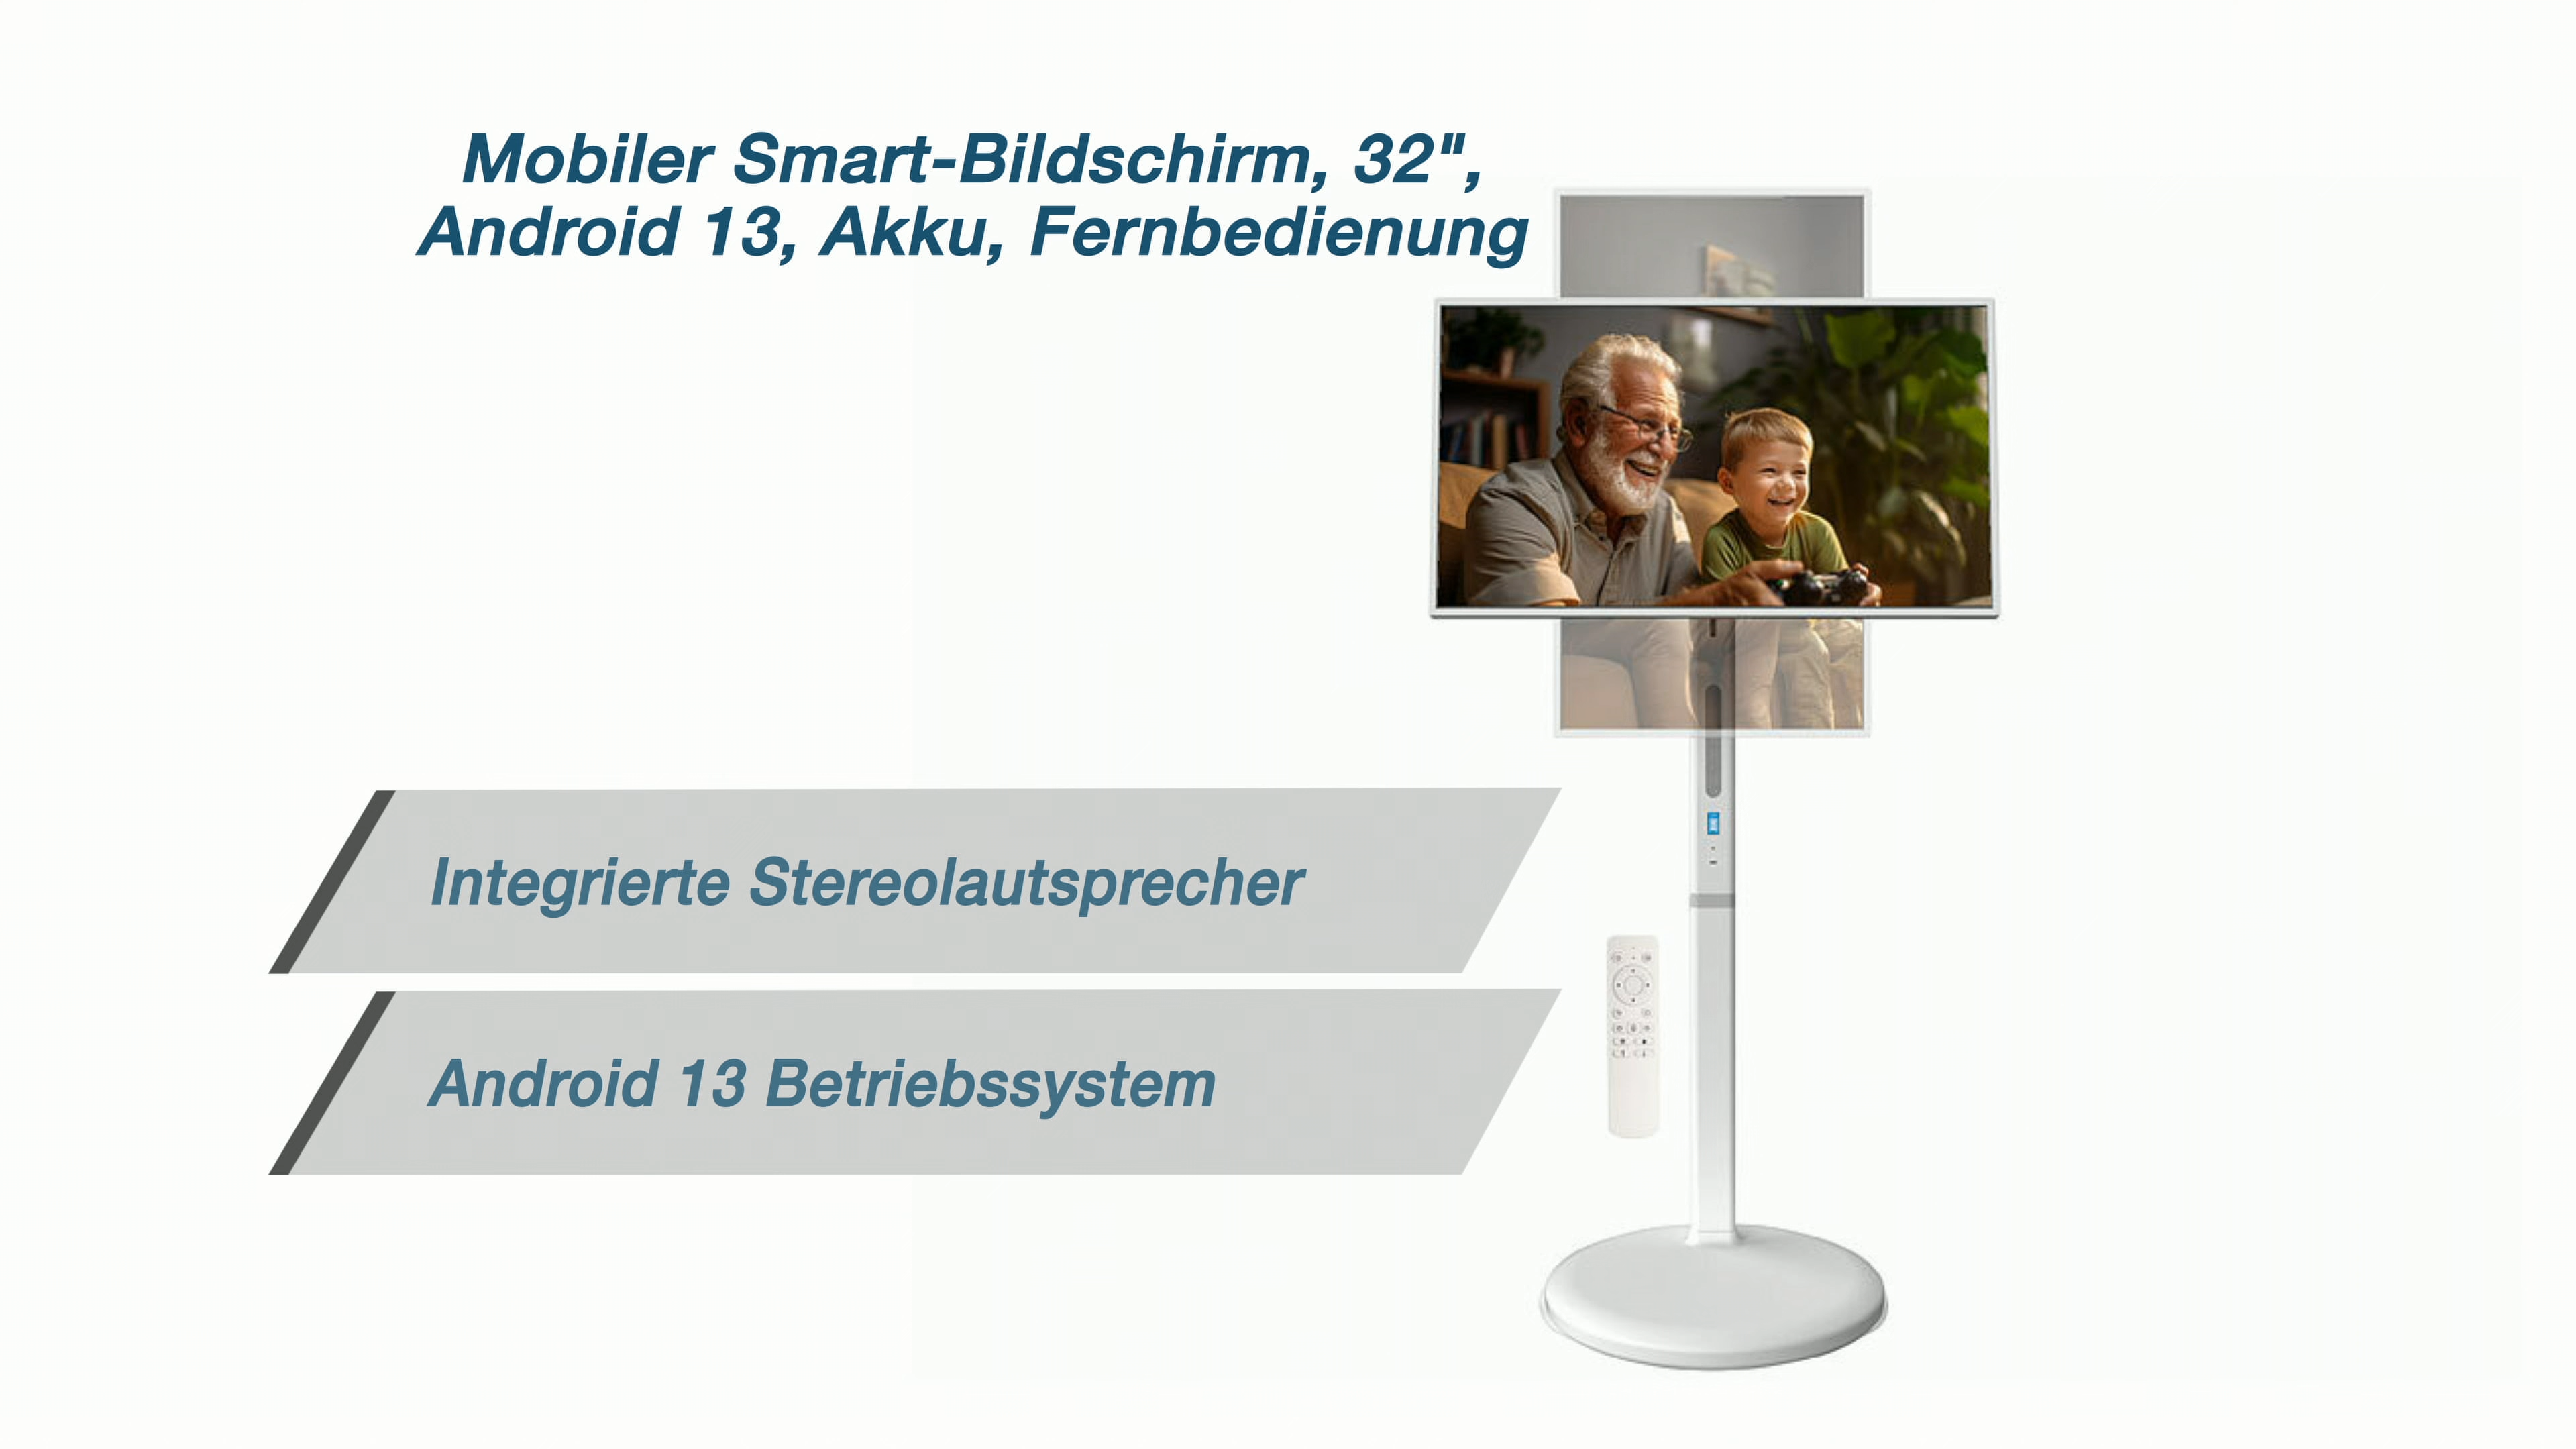 Mobiler Smart-Bildschirm, 32",
Android 13, Akku, Fernbedienung
Integrierte Stereolautsprecher
Android 13 Betriebssystem